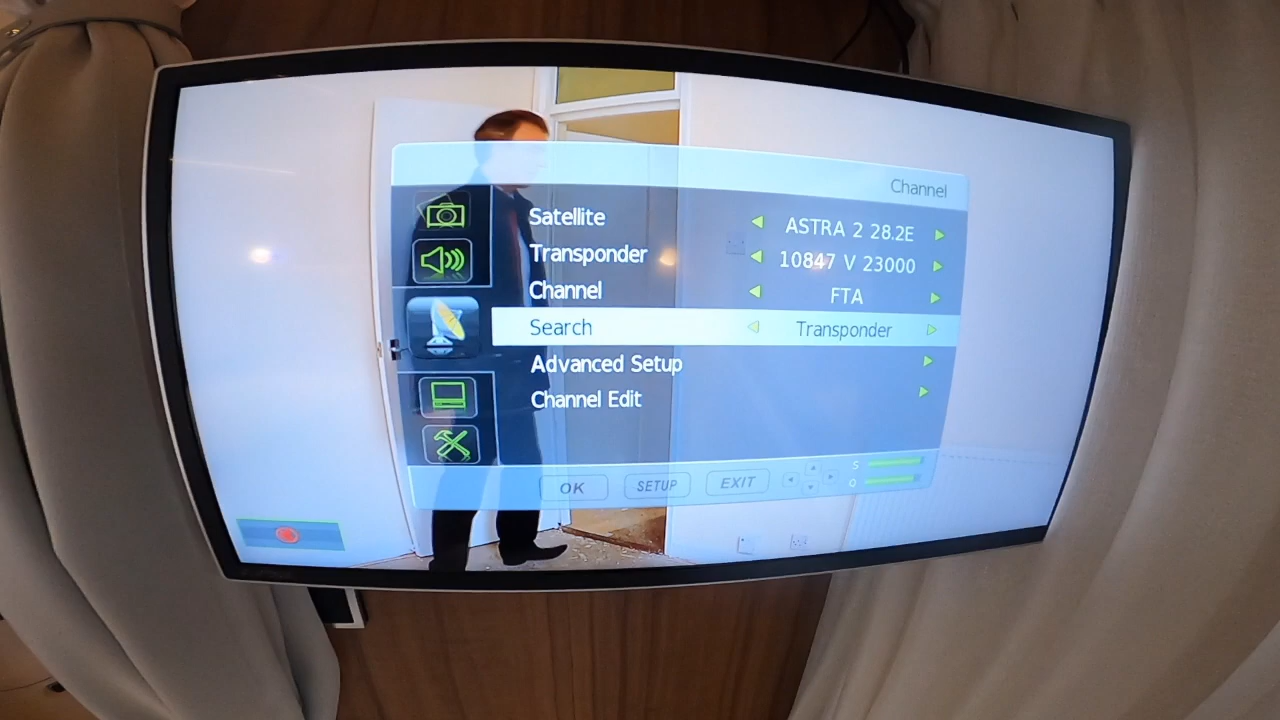 Channel
Satellite ASTRA 2 28.2E
Transponder 10847 V 23000
Channel FTA
Search Transponder
Advanced Setup
Channel Edit
OK SETUP EXIT S
Q